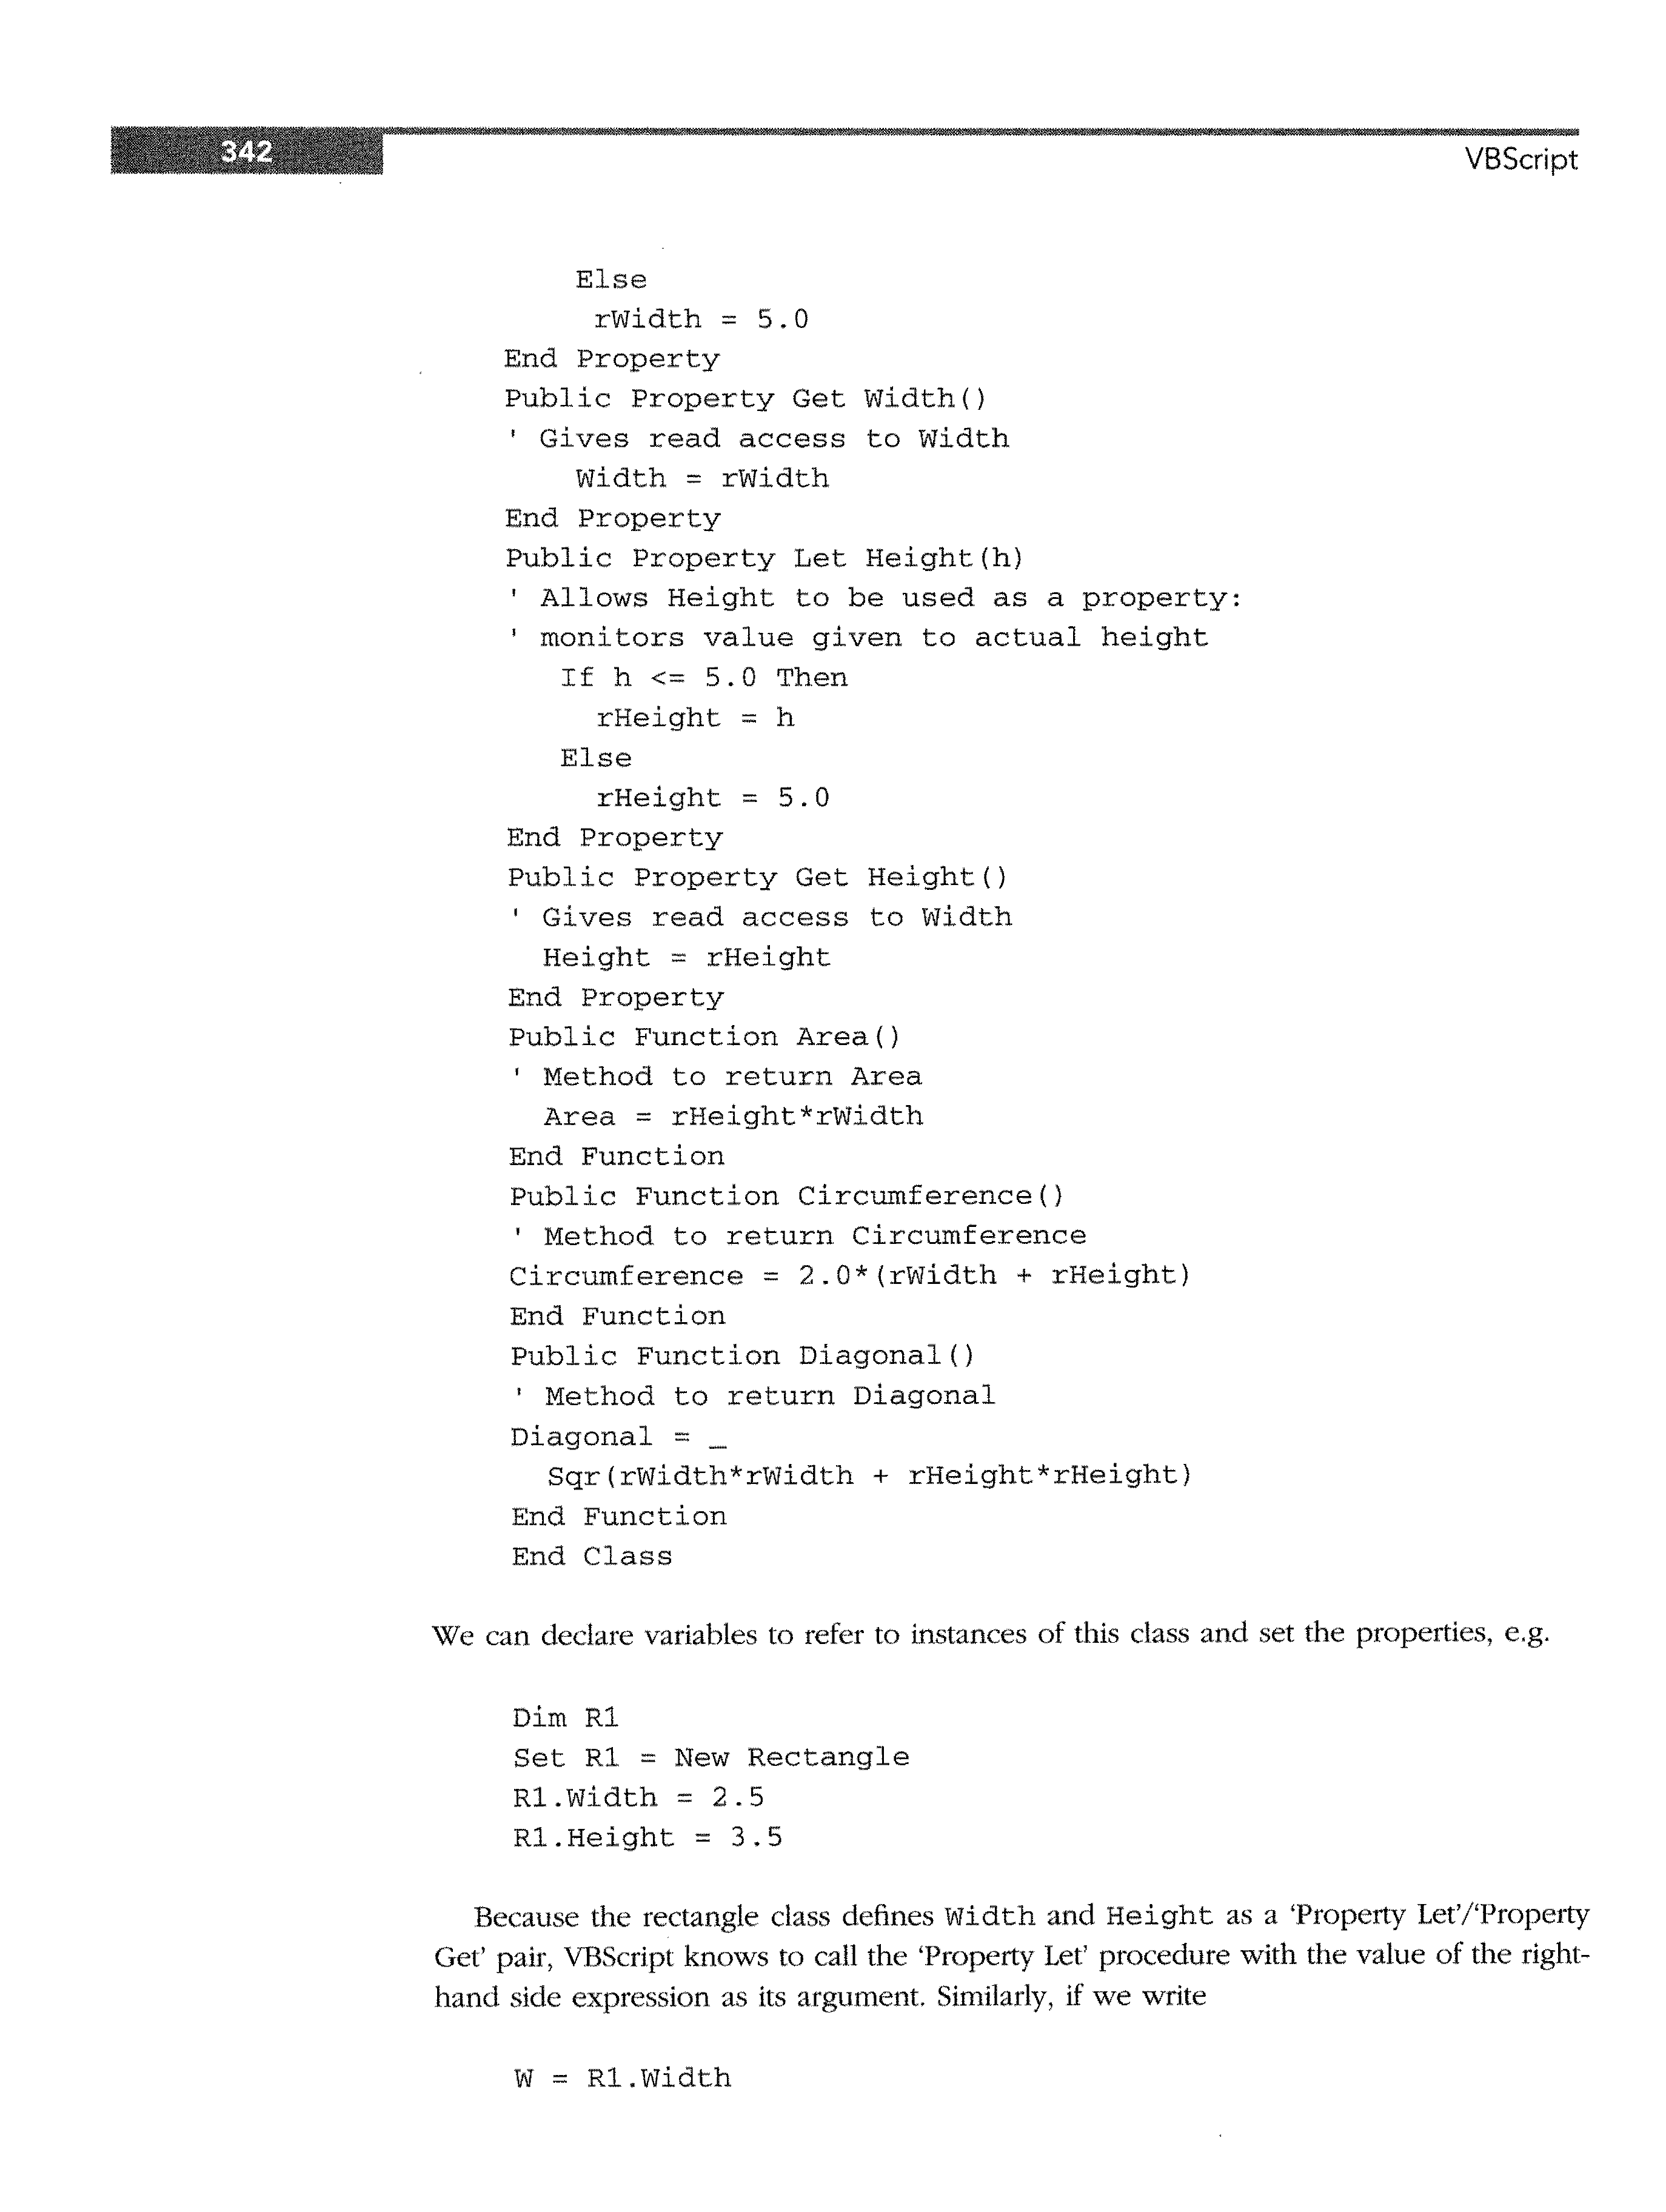 342
VBScript
Else
rWidth = 5.0
End Property
Public Property Get Width()
' Gives read access to Width
Width = rWidth
End Property
Public Property Let Height(h)
' Allows Height to be used as a property:
' monitors value given to actual height
If h <= 5.0 Then
rHeight = h
Else
rHeight = 5.0
End Property
Public Property Get Height()
' Gives read access to Width
Height = rHeight
End Property
Public Function Area()
' Method to return Area
Area = rHeight*rWidth
End Function
Public Function Circumference()
' Method to return Circumference
Circumference = 2.0*(rWidth + rHeight)
End Function
Public Function Diagonal()
' Method to return Diagonal
Diagonal = _
Sqr(rWidth*rWidth + rHeight*rHeight)
End Function
End Class
We can declare variables to refer to instances of this class and set the properties, e.g.
Dim R1
Set R1 = New Rectangle
R1.Width = 2.5
R1.Height = 3.5
Because the rectangle class defines Width and Height as a ‘Property Let’/‘Property
Get’ pair, VBScript knows to call the ‘Property Let’ procedure with the value of the right-
hand side expression as its argument. Similarly, if we write
W = R1.Width